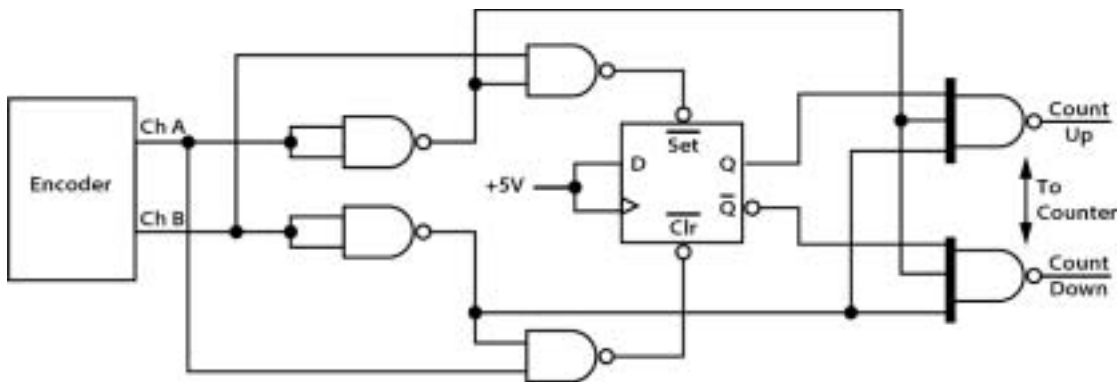 Encoder
Ch A
Ch B
+5V
D
Set
Q
Q
Clr
Count
Up
To
Counter
Count
Down